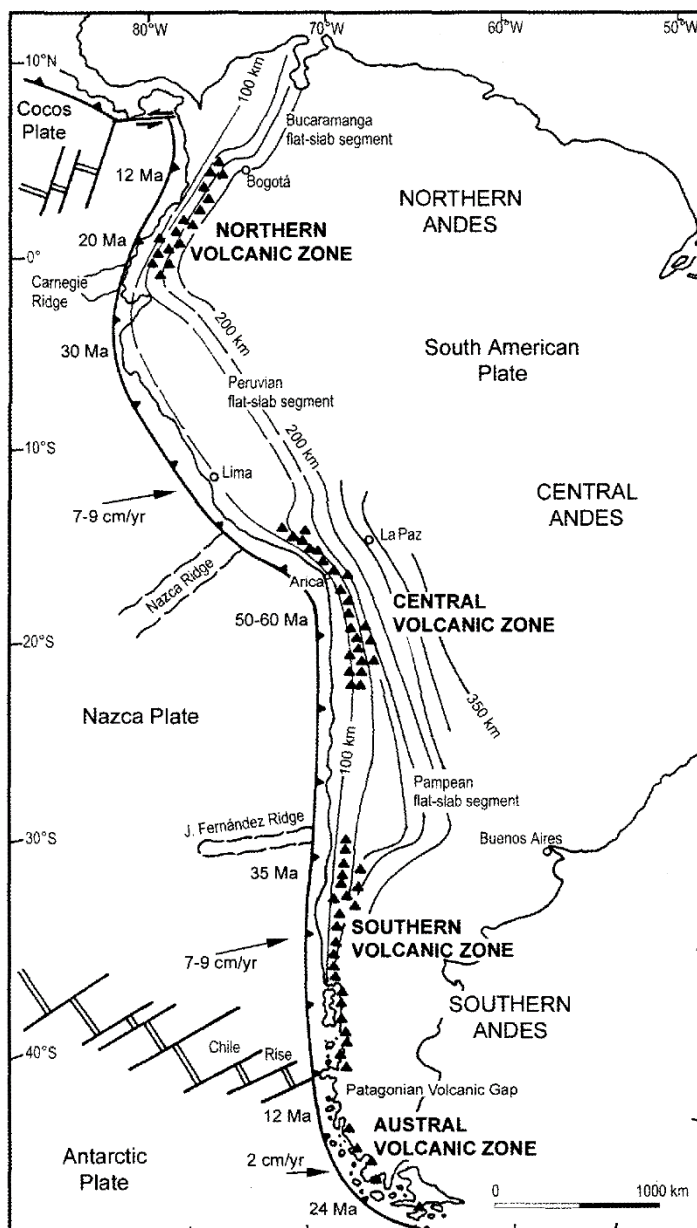 80°W
70°W
60°W
50°W
10°N
Cocos
Plate
100 km
Bucaramanga
flat-slab segment
12 Ma
Bogotá
NORTHERN
ANDES
20 Ma
NORTHERN
VOLCANIC ZONE
0°
Carnegie
Ridge
200 km
30 Ma
South American
Plate
Peruvian
flat-slab segment
200 km
10°S
Lima
7-9 cm/yr
CENTRAL
ANDES
La Paz
Nazca Ridge
Arica
50-60 Ma
CENTRAL
VOLCANIC ZONE
20°S
350 km
Nazca Plate
100 km
Pampean
flat-slab segment
30°S
J. Fernández Ridge
Buenos Aires
35 Ma
SOUTHERN
VOLCANIC ZONE
7-9 cm/yr
SOUTHERN
ANDES
40°S
Chile Rise
Patagonian Volcanic Gap
12 Ma
AUSTRAL
VOLCANIC ZONE
Antarctic
Plate
2 cm/yr
24 Ma
0 1000 km